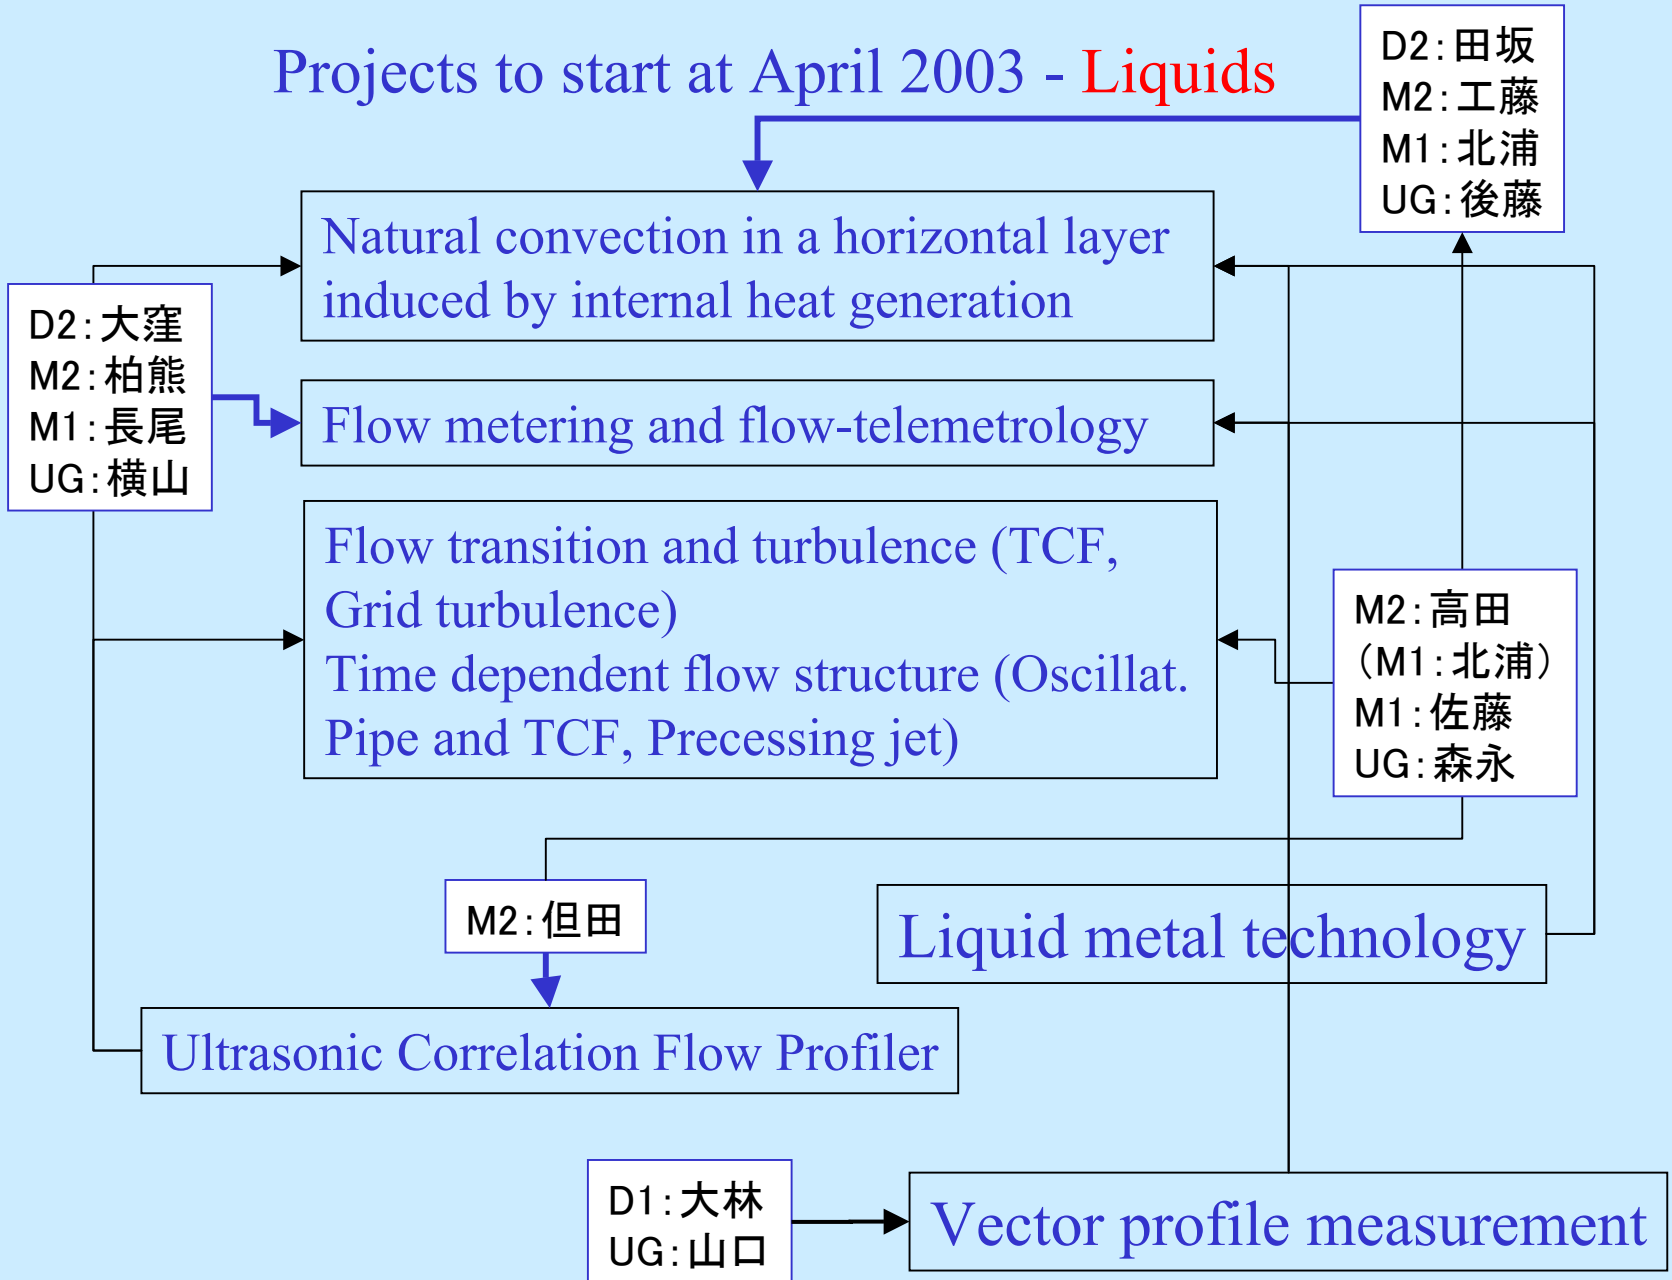 Projects to start at April 2003 - Liquids
D2:田坂
M2:工藤
M1:北浦
UG:後藤
Natural convection in a horizontal layer
induced by internal heat generation
D2:大窪
M2:柏熊
M1:長尾
UG:横山
Flow metering and flow-telemetrology
Flow transition and turbulence (TCF,
Grid turbulence)
Time dependent flow structure (Oscillat.
Pipe and TCF, Precessing jet)
M2:高田
(M1:北浦)
M1:佐藤
UG:森永
M2:但田
Liquid metal technology
Ultrasonic Correlation Flow Profiler
D1:大林
UG:山口
Vector profile measurement